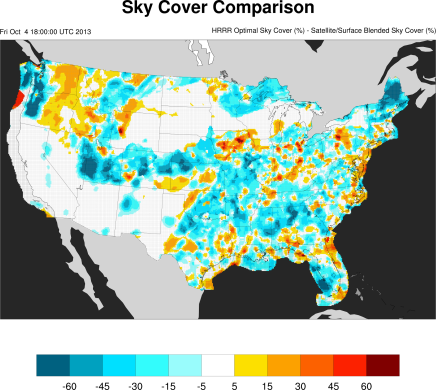 Sky Cover Comparison
Fri Oct 4 18:00:00 UTC 2013
HRRR Optimal Sky Cover (%) - Satellite/Surface Blended Sky Cover (%)
-60 -45 -30 -15 -5 5 15 30 45 60